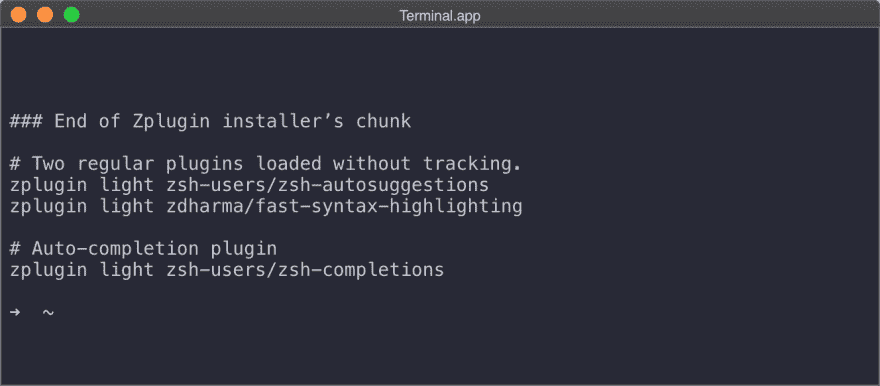 Terminal.app
### End of Zplugin installer’s chunk
# Two regular plugins loaded without tracking.
zplugin light zsh-users/zsh-autosuggestions
zplugin light zdharma/fast-syntax-highlighting
# Auto-completion plugin
zplugin light zsh-users/zsh-completions
→ ~